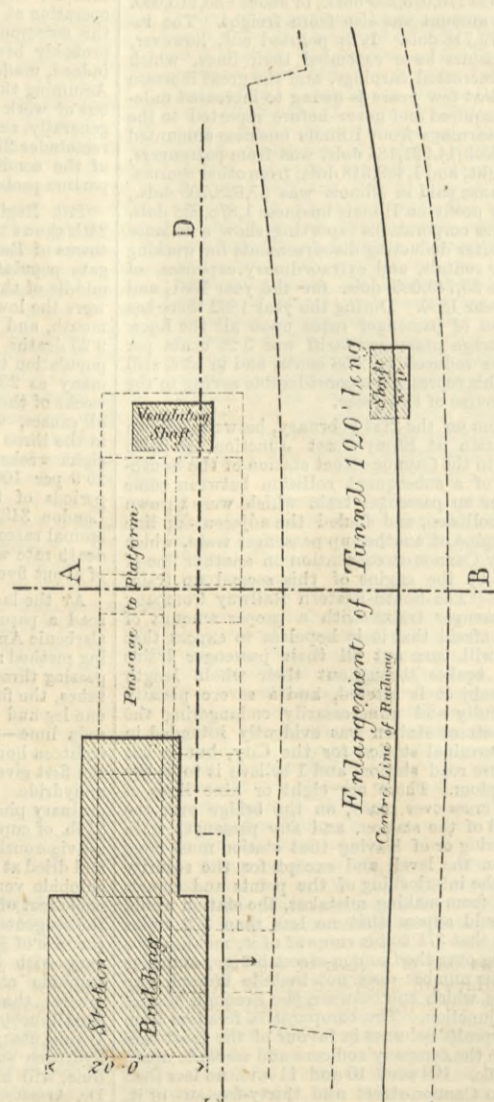 D
Ventilating
Shaft
A
Passage to Platform
Shaft
Enlargement of Tunnel 120' long
Centre Line of Railway
B
Station
Building
20'·0"